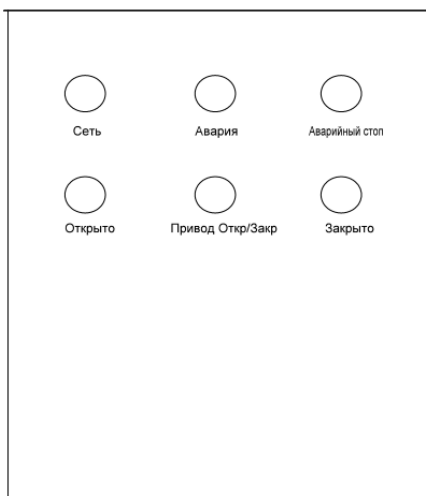 Сеть Авария Аварийный стоп
Открыто Привод Откр/Закр Закрыто